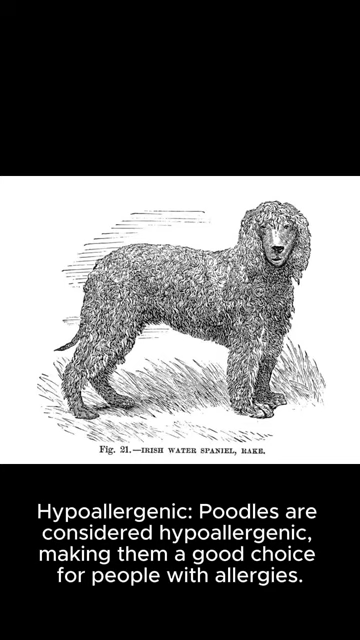 Fig. 21.—IRISH WATER SPANIEL, RAKE.
Hypoallergenic: Poodles are
considered hypoallergenic,
making them a good choice
for people with allergies.